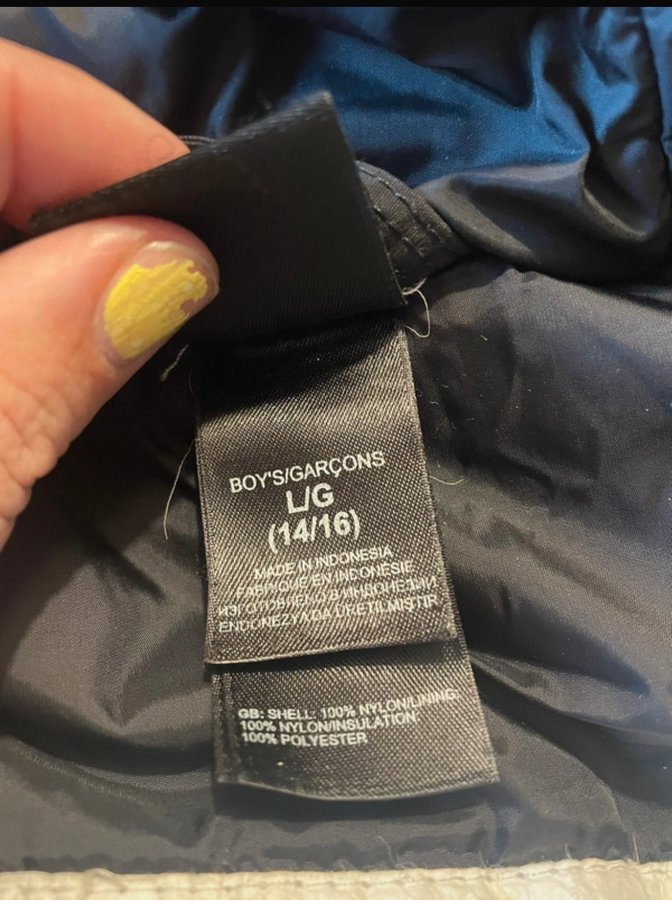 BOY'S/GARÇONS
L/G
(14/16)
MADE IN INDONESIA
FABRIQUÉ EN INDONÉSIE
ИЗГОТОВЛЕНО В ИНДОНЕЗИИ
ENDONEZYA'DA ÜRETİLMİŞTİR
GB: SHELL: 100% NYLON/LINING:
100% NYLON/INSULATION:
100% POLYESTER